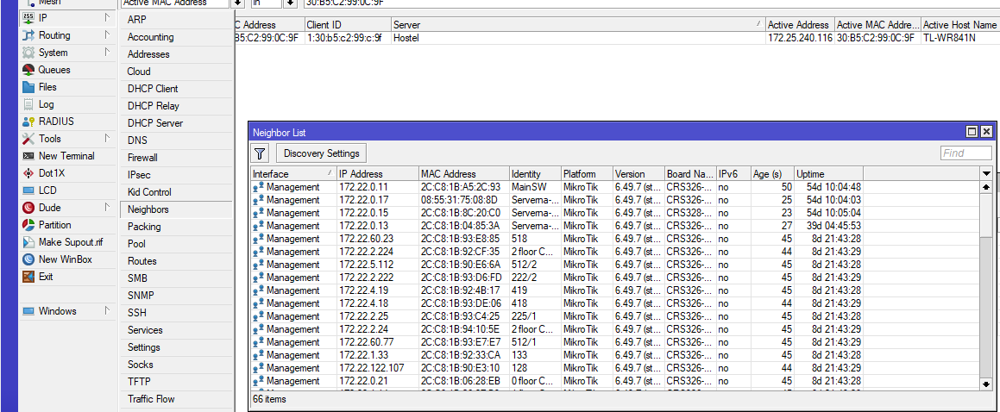 Mesh
Active MAC Address in 30:B5:C2:99:0C:9F
IP
Routing
System
Queues
Files
Log
RADIUS
Tools
New Terminal
Dot1X
LCD
Dude
Partition
Make Supout.rif
New WinBox
Exit
Windows
ARP
Accounting
Addresses
Cloud
DHCP Client
DHCP Relay
DHCP Server
DNS
Firewall
IPsec
Kid Control
Neighbors
Packing
Pool
Routes
SMB
SNMP
SSH
Services
Settings
Socks
TFTP
Traffic Flow
C Address Client ID Server Active Address Active MAC Addre... Active Host Name
B5:C2:99:0C:9F 1:30:b5:c2:99:c:9f Hostel 172.25.240.116 30:B5:C2:99:0C:9F TL-WR841N
Neighbor List
Discovery Settings Find
Interface IP Address MAC Address Identity Platform Version Board Na... IPv6 Age (s) Uptime
Management 172.22.0.11 2C:C8:1B:A5:2C:93 MainSW MikroTik 6.49.7 (st... CRS326-... no 50 54d 10:04:48
Management 172.22.0.17 08:55:31:75:08:8D Serverna-... MikroTik 6.49.7 (st... CRS326-... no 25 54d 10:04:03
Management 172.22.0.15 2C:C8:1B:8C:20:C0 Serverna-... MikroTik 6.49.7 (st... CRS328-... no 23 54d 10:05:04
Management 172.22.0.13 2C:C8:1B:04:85:3A Serverna-... MikroTik 6.49.7 (st... CRS326-... no 27 39d 04:45:53
Management 172.22.60.23 2C:C8:1B:93:E8:85 518 MikroTik 6.49.7 (st... CRS326-... no 45 8d 21:43:29
Management 172.22.2.224 2C:C8:1B:92:CF:35 2 floor C... MikroTik 6.49.7 (st... CRS326-... no 44 8d 21:43:29
Management 172.22.5.112 2C:C8:1B:90:E6:6A 512/2 MikroTik 6.49.7 (st... CRS326-... no 45 8d 21:43:28
Management 172.22.2.222 2C:C8:1B:93:D6:FD 222/2 MikroTik 6.49.7 (st... CRS326-... no 45 8d 21:43:29
Management 172.22.4.19 2C:C8:1B:92:4B:17 419 MikroTik 6.49.7 (st... CRS326-... no 45 8d 21:43:28
Management 172.22.4.18 2C:C8:1B:93:DE:06 418 MikroTik 6.49.7 (st... CRS326-... no 44 8d 21:43:29
Management 172.22.2.25 2C:C8:1B:93:C4:25 225/1 MikroTik 6.49.7 (st... CRS326-... no 45 8d 21:43:29
Management 172.22.2.24 2C:C8:1B:94:10:5E 2 floor C... MikroTik 6.49.7 (st... CRS326-... no 45 8d 21:43:29
Management 172.22.60.77 2C:C8:1B:93:E7:E7 512/1 MikroTik 6.49.7 (st... CRS326-... no 45 8d 21:43:28
Management 172.22.1.33 2C:C8:1B:92:33:CA 133 MikroTik 6.49.7 (st... CRS326-... no 45 8d 21:43:28
Management 172.22.122.107 2C:C8:1B:90:E3:10 128 MikroTik 6.49.7 (st... CRS326-... no 44 8d 21:43:29
Management 172.22.0.21 2C:C8:1B:06:28:EB 0 floor C... MikroTik 6.49.7 (st... CRS326-... no 45 8d 21:43:28
66 items